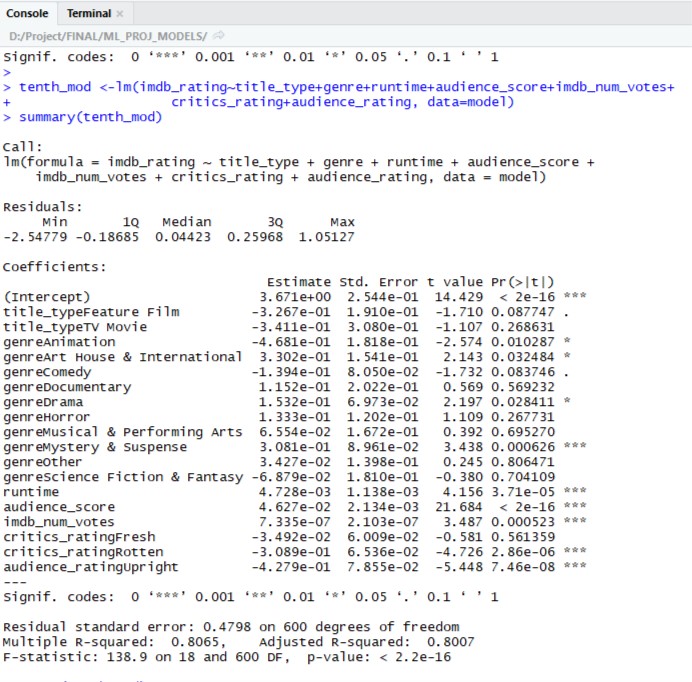 Console Terminal ×
D:/Project/FINAL/ML_PROJ_MODELS/
Signif. codes:  0 ‘***’ 0.001 ‘**’ 0.01 ‘*’ 0.05 ‘.’ 0.1 ‘ ’ 1
>
> tenth_mod <-lm(imdb_rating~title_type+genre+runtime+audience_score+imdb_num_votes+
+                  critics_rating+audience_rating, data=model)
> summary(tenth_mod)
Call:
lm(formula = imdb_rating ~ title_type + genre + runtime + audience_score +
    imdb_num_votes + critics_rating + audience_rating, data = model)
Residuals:
     Min       1Q   Median       3Q      Max
-2.54779 -0.18685  0.04423  0.25968  1.05127
Coefficients:
                                 Estimate Std. Error t value Pr(>|t|)
(Intercept)                     3.671e+00  2.544e-01  14.429  < 2e-16 ***
title_typeFeature Film         -3.267e-01  1.910e-01  -1.710 0.087747 .
title_typeTV Movie             -3.411e-01  3.080e-01  -1.107 0.268631
genreAnimation                 -4.681e-01  1.818e-01  -2.574 0.010287 *
genreArt House & International  3.302e-01  1.541e-01   2.143 0.032484 *
genreComedy                    -1.394e-01  8.050e-02  -1.732 0.083746 .
genreDocumentary                1.152e-01  2.022e-01   0.569 0.569232
genreDrama                      1.532e-01  6.973e-02   2.197 0.028411 *
genreHorror                     1.333e-01  1.202e-01   1.109 0.267731
genreMusical & Performing Arts  6.554e-02  1.672e-01   0.392 0.695270
genreMystery & Suspense         3.081e-01  8.961e-02   3.438 0.000626 ***
genreOther                      3.427e-02  1.398e-01   0.245 0.806471
genreScience Fiction & Fantasy -6.879e-02  1.810e-01  -0.380 0.704109
runtime                         4.728e-03  1.138e-03   4.156 3.71e-05 ***
audience_score                  4.627e-02  2.134e-03  21.684  < 2e-16 ***
imdb_num_votes                  7.335e-07  2.103e-07   3.487 0.000523 ***
critics_ratingFresh            -3.492e-02  6.009e-02  -0.581 0.561359
critics_ratingRotten           -3.089e-01  6.536e-02  -4.726 2.86e-06 ***
audience_ratingUpright         -4.279e-01  7.855e-02  -5.448 7.46e-08 ***
---
Signif. codes:  0 ‘***’ 0.001 ‘**’ 0.01 ‘*’ 0.05 ‘.’ 0.1 ‘ ’ 1
Residual standard error: 0.4798 on 600 degrees of freedom
Multiple R-squared:  0.8065,    Adjusted R-squared:  0.8007
F-statistic: 138.9 on 18 and 600 DF,  p-value: < 2.2e-16